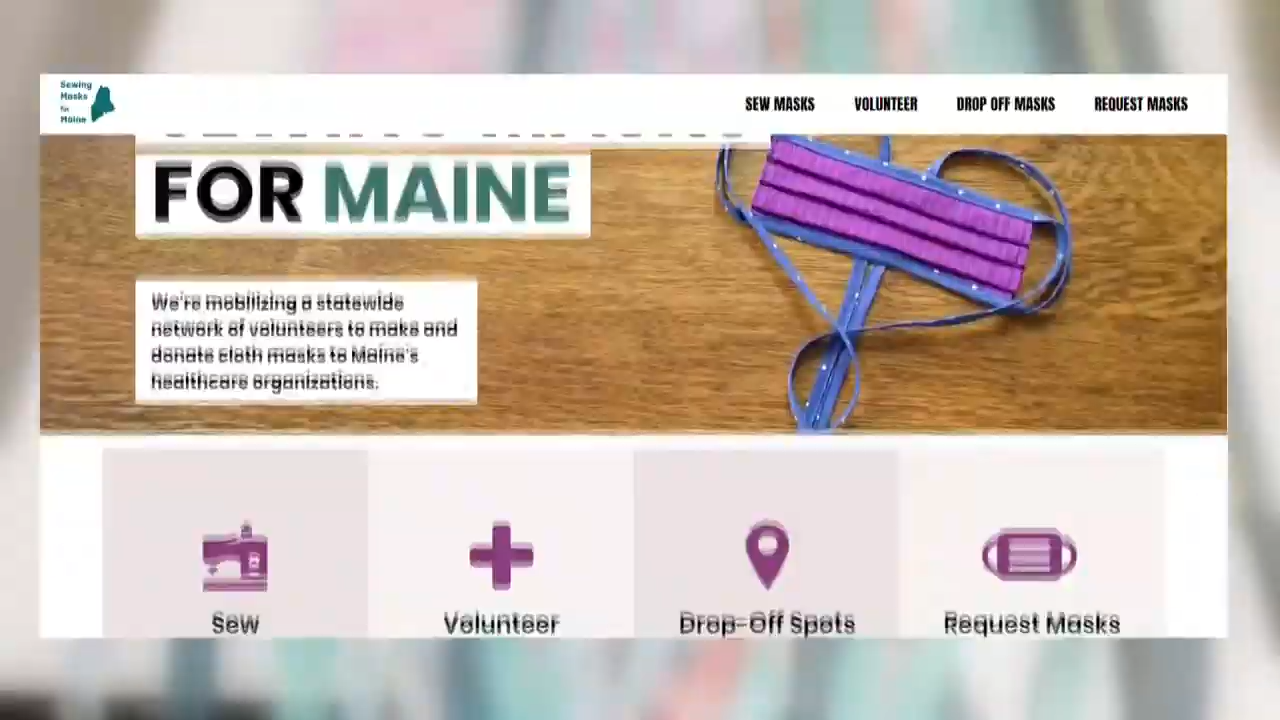 Sewing
Masks
for
Maine
SEW MASKS
VOLUNTEER
DROP OFF MASKS
REQUEST MASKS
FOR MAINE
We're mobilizing a statewide
network of volunteers to make and
donate cloth masks to Maine's
healthcare organizations.
Sew
Volunteer
Drop-Off Spots
Request Masks